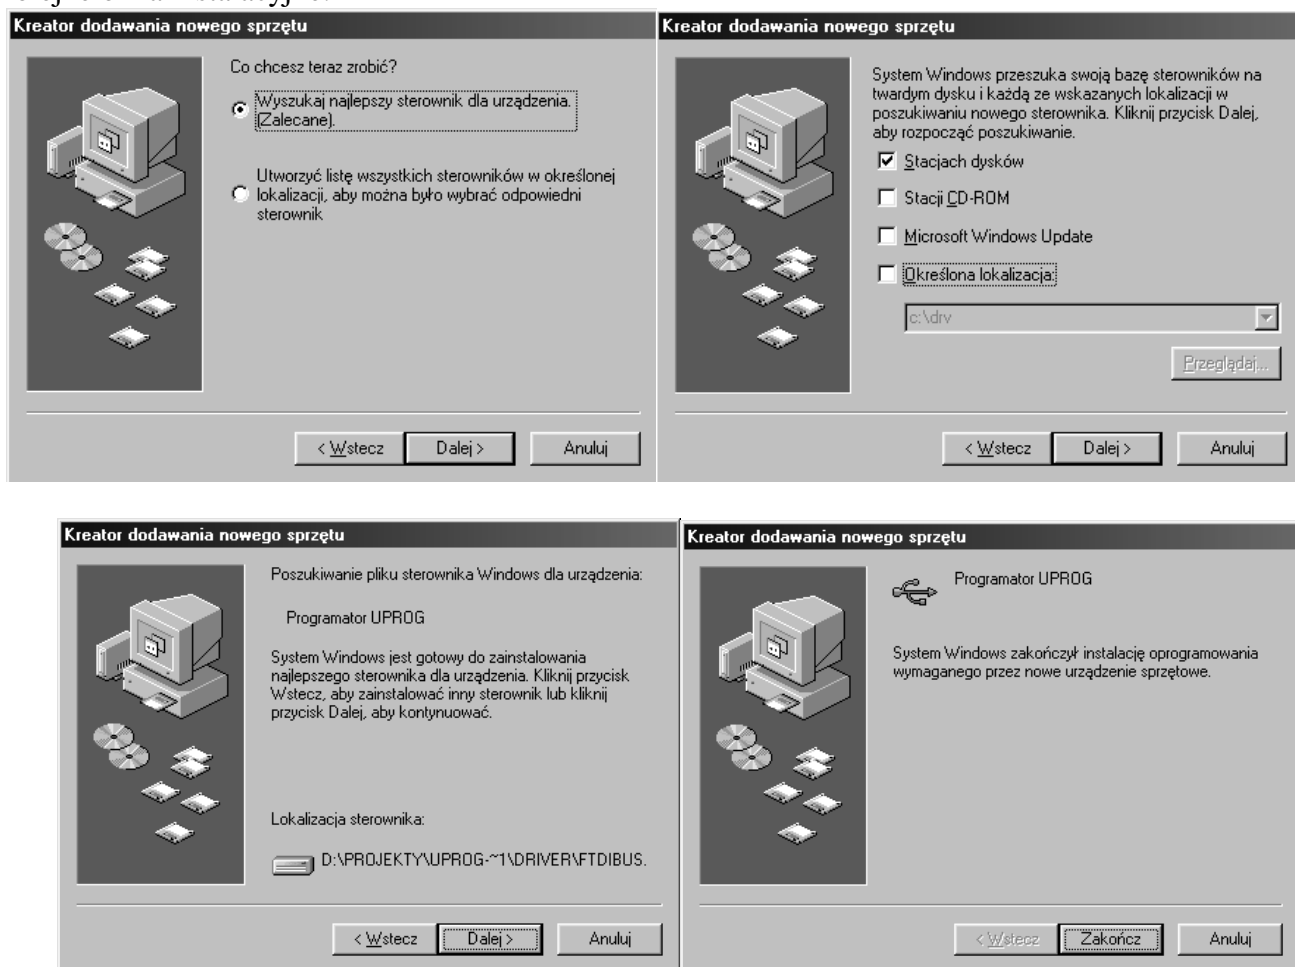 Kreator dodawania nowego sprzętu
Co chcesz teraz zrobić?
Wyszukaj najlepszy sterownik dla urządzenia.
(Zalecane).
Utworzyć listę wszystkich sterowników w określonej
lokalizacji, aby można było wybrać odpowiedni
sterownik
< Wstecz
Dalej >
Anuluj
Kreator dodawania nowego sprzętu
System Windows przeszuka swoją bazę sterowników na
twardym dysku i każdą ze wskazanych lokalizacji w
poszukiwaniu nowego sterownika. Kliknij przycisk Dalej,
aby rozpocząć poszukiwanie.
Stacjach dysków
Stacji CD-ROM
Microsoft Windows Update
Określona lokalizacja:
c:\drv
Przeglądaj...
< Wstecz
Dalej >
Anuluj
Kreator dodawania nowego sprzętu
Poszukiwanie pliku sterownika Windows dla urządzenia:
Programator UPROG
System Windows jest gotowy do zainstalowania
najlepszego sterownika dla urządzenia. Kliknij przycisk
Wstecz, aby zainstalować inny sterownik lub kliknij
przycisk Dalej, aby kontynuować.
Lokalizacja sterownika:
D:\PROJEKTY\UPROG-~1\DRIVER\FTDIBUS.
< Wstecz
Dalej >
Anuluj
Kreator dodawania nowego sprzętu
Programator UPROG
System Windows zakończył instalację oprogramowania
wymaganego przez nowe urządzenie sprzętowe.
< Wstecz
Zakończ
Anuluj